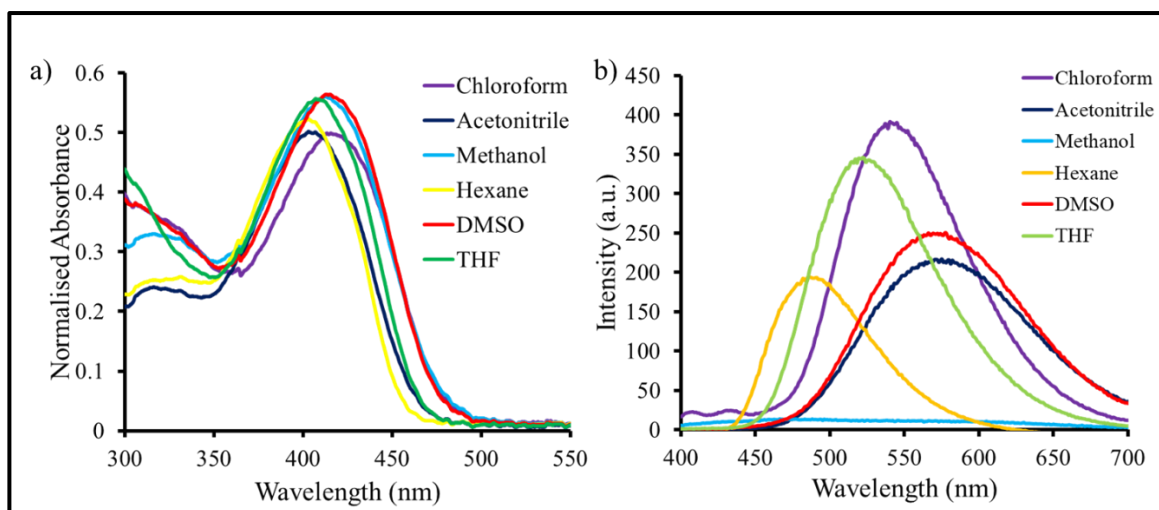 a)
Normalised Absorbance
0.6
0.5
0.4
0.3
0.2
0.1
0
300
350
400
450
500
550
Wavelength (nm)
Chloroform
Acetonitrile
Methanol
Hexane
DMSO
THF
b)
Intensity (a.u.)
450
400
350
300
250
200
150
100
50
0
400
450
500
550
600
650
700
Wavelength (nm)
Chloroform
Acetonitrile
Methanol
Hexane
DMSO
THF